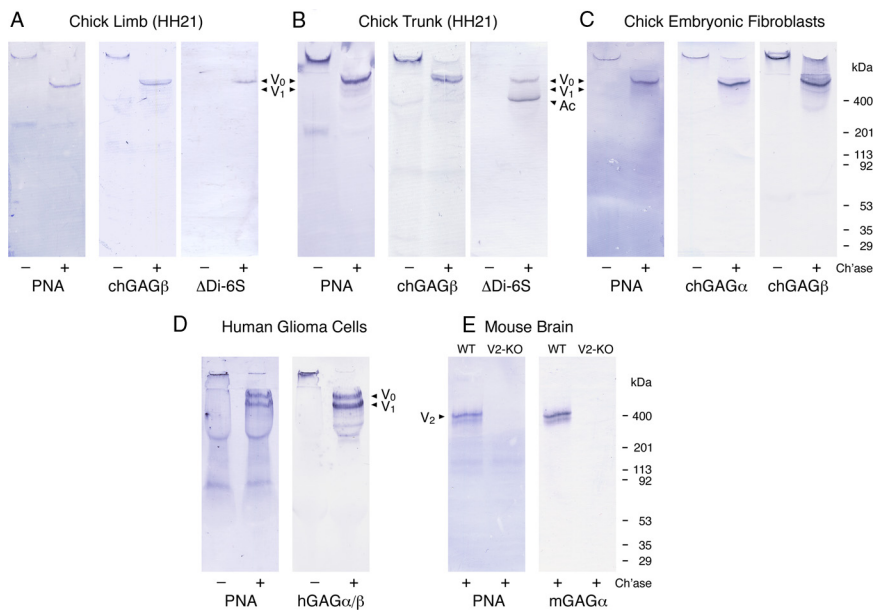 A Chick Limb (HH21)
B Chick Trunk (HH21)
C Chick Embryonic Fibroblasts
V₀
V₁
Ac
V₀
V₁
kDa
400
201
113
92
53
35
29
– + – + – + – + – + – + – + – + – + Ch'ase
PNA chGAGβ ΔDi-6S PNA chGAGβ ΔDi-6S PNA chGAGα chGAGβ
D Human Glioma Cells
E Mouse Brain
WT V2-KO WT V2-KO
V₀
V₁
V₂
kDa
400
201
113
92
53
35
29
– + – + + + + + Ch'ase
PNA hGAGα/β PNA mGAGα